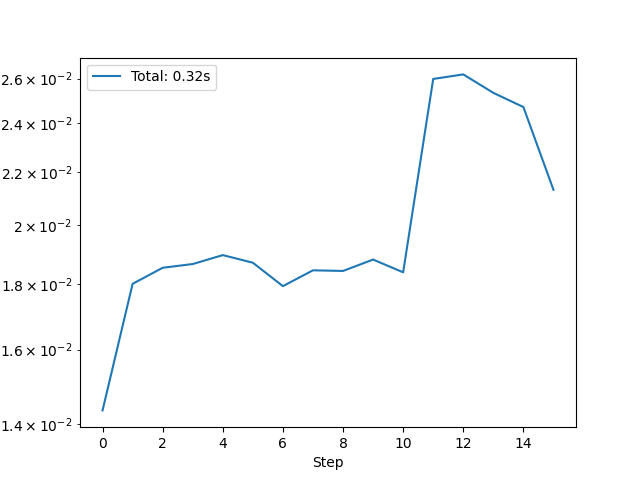 Total: 0.32s
2.6 × 10⁻²
2.4 × 10⁻²
2.2 × 10⁻²
2 × 10⁻²
1.8 × 10⁻²
1.6 × 10⁻²
1.4 × 10⁻²
0 2 4 6 8 10 12 14
Step